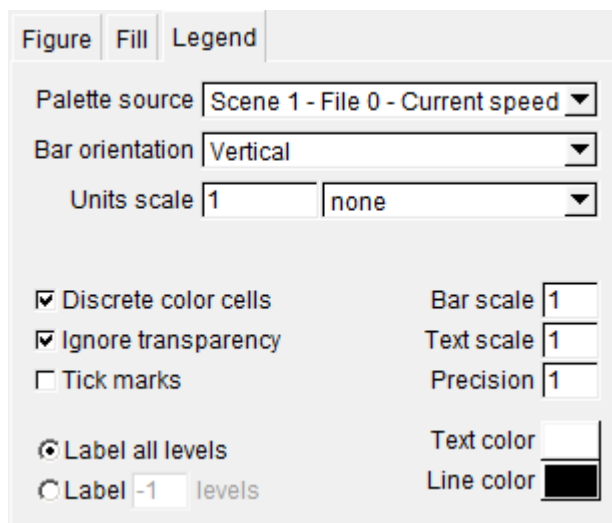 Figure Fill Legend
Palette source Scene 1 - File 0 - Current speed
Bar orientation Vertical
Units scale 1 none
Discrete color cells Bar scale 1
Ignore transparency Text scale 1
Tick marks Precision 1
Label all levels Text color
Label -1 levels Line color